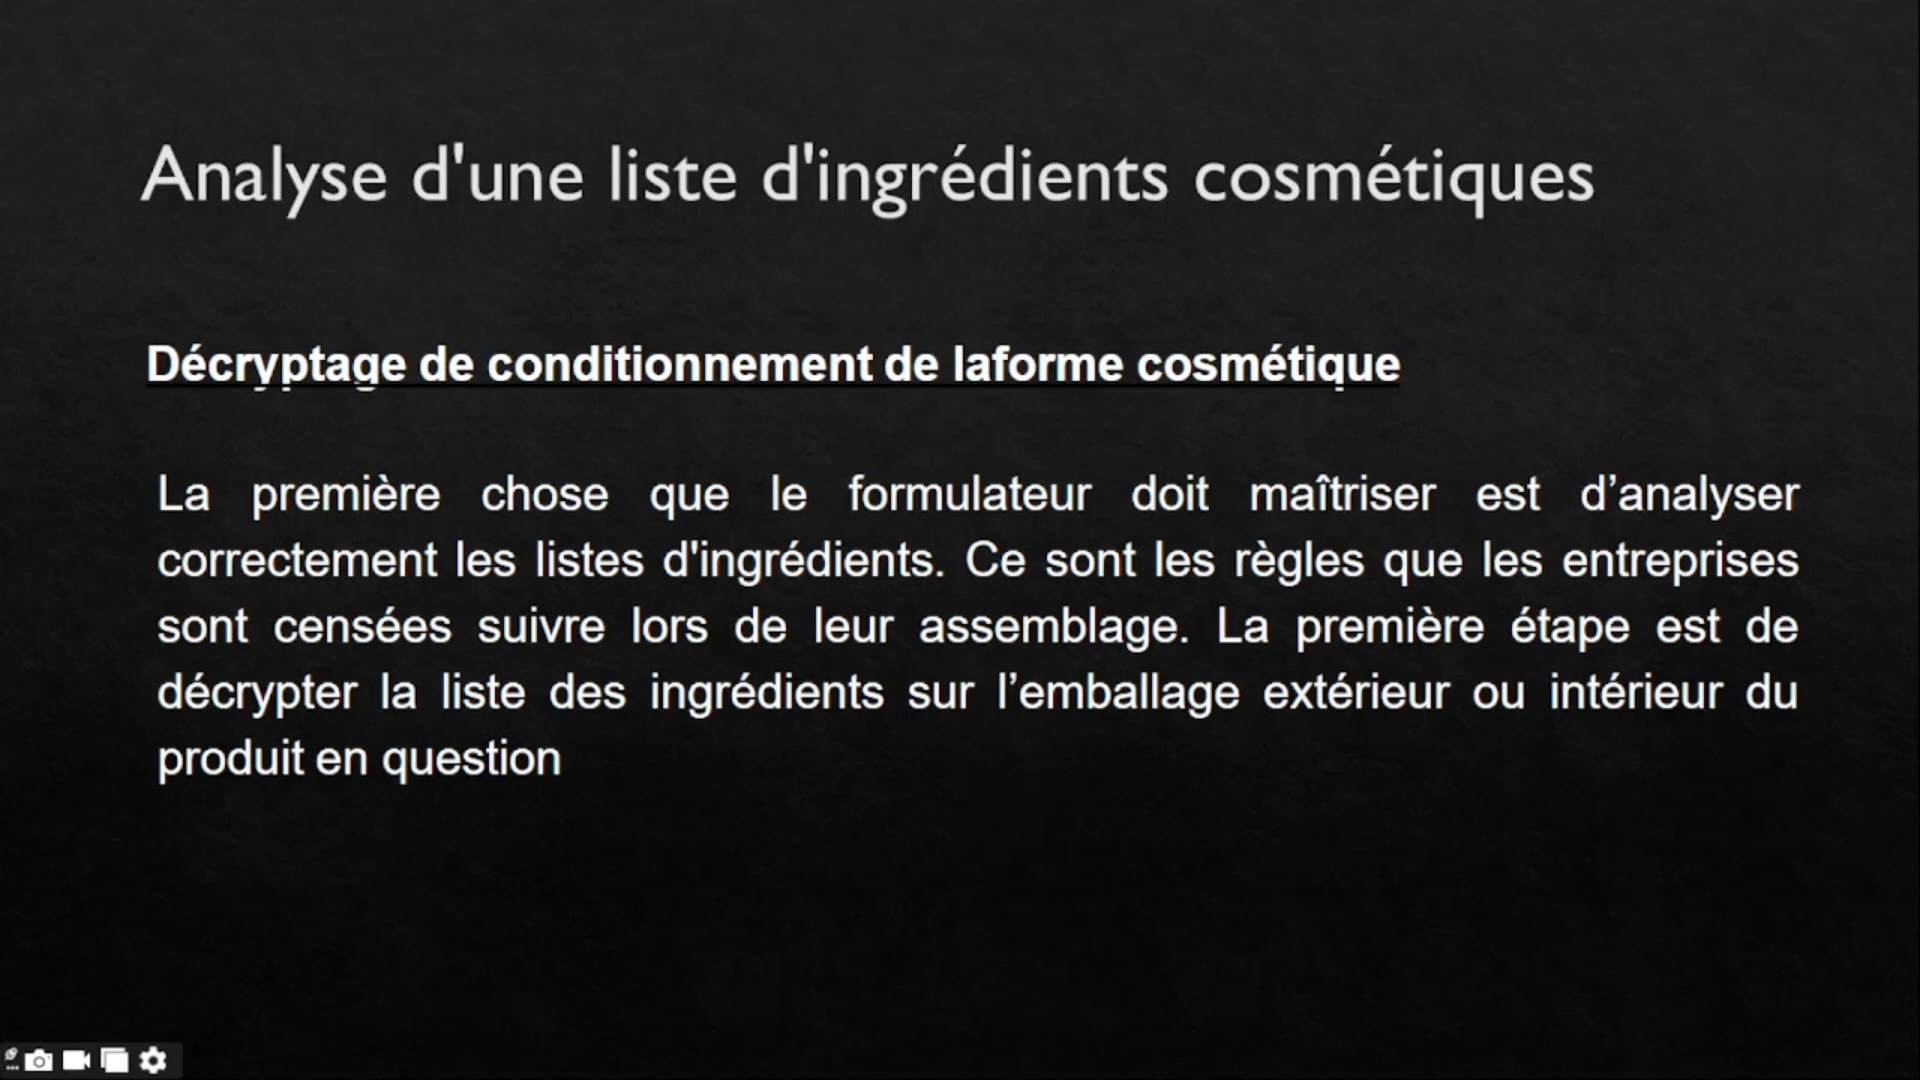 Analyse d'une liste d'ingrédients cosmétiques
Décryptage de conditionnement de laforme cosmétique
La première chose que le formulateur doit maîtriser est d’analyser
correctement les listes d'ingrédients. Ce sont les règles que les entreprises
sont censées suivre lors de leur assemblage. La première étape est de
décrypter la liste des ingrédients sur l’emballage extérieur ou intérieur du
produit en question